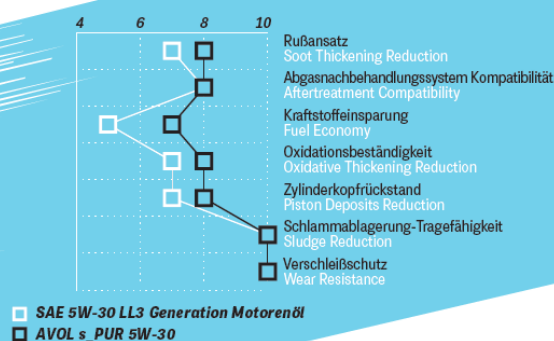 4 6 8 10
Rußansatz
Soot Thickening Reduction
Abgasnachbehandlungssystem Kompatibilität
Aftertreatment Compatibility
Kraftstoffeinsparung
Fuel Economy
Oxidationsbeständigkeit
Oxidative Thickening Reduction
Zylinderkopfrückstand
Piston Deposits Reduction
Schlammablagerung-Tragefähigkeit
Sludge Reduction
Verschleißschutz
Wear Resistance
SAE 5W-30 LL3 Generation Motorenöl
AVOL s_PUR 5W-30